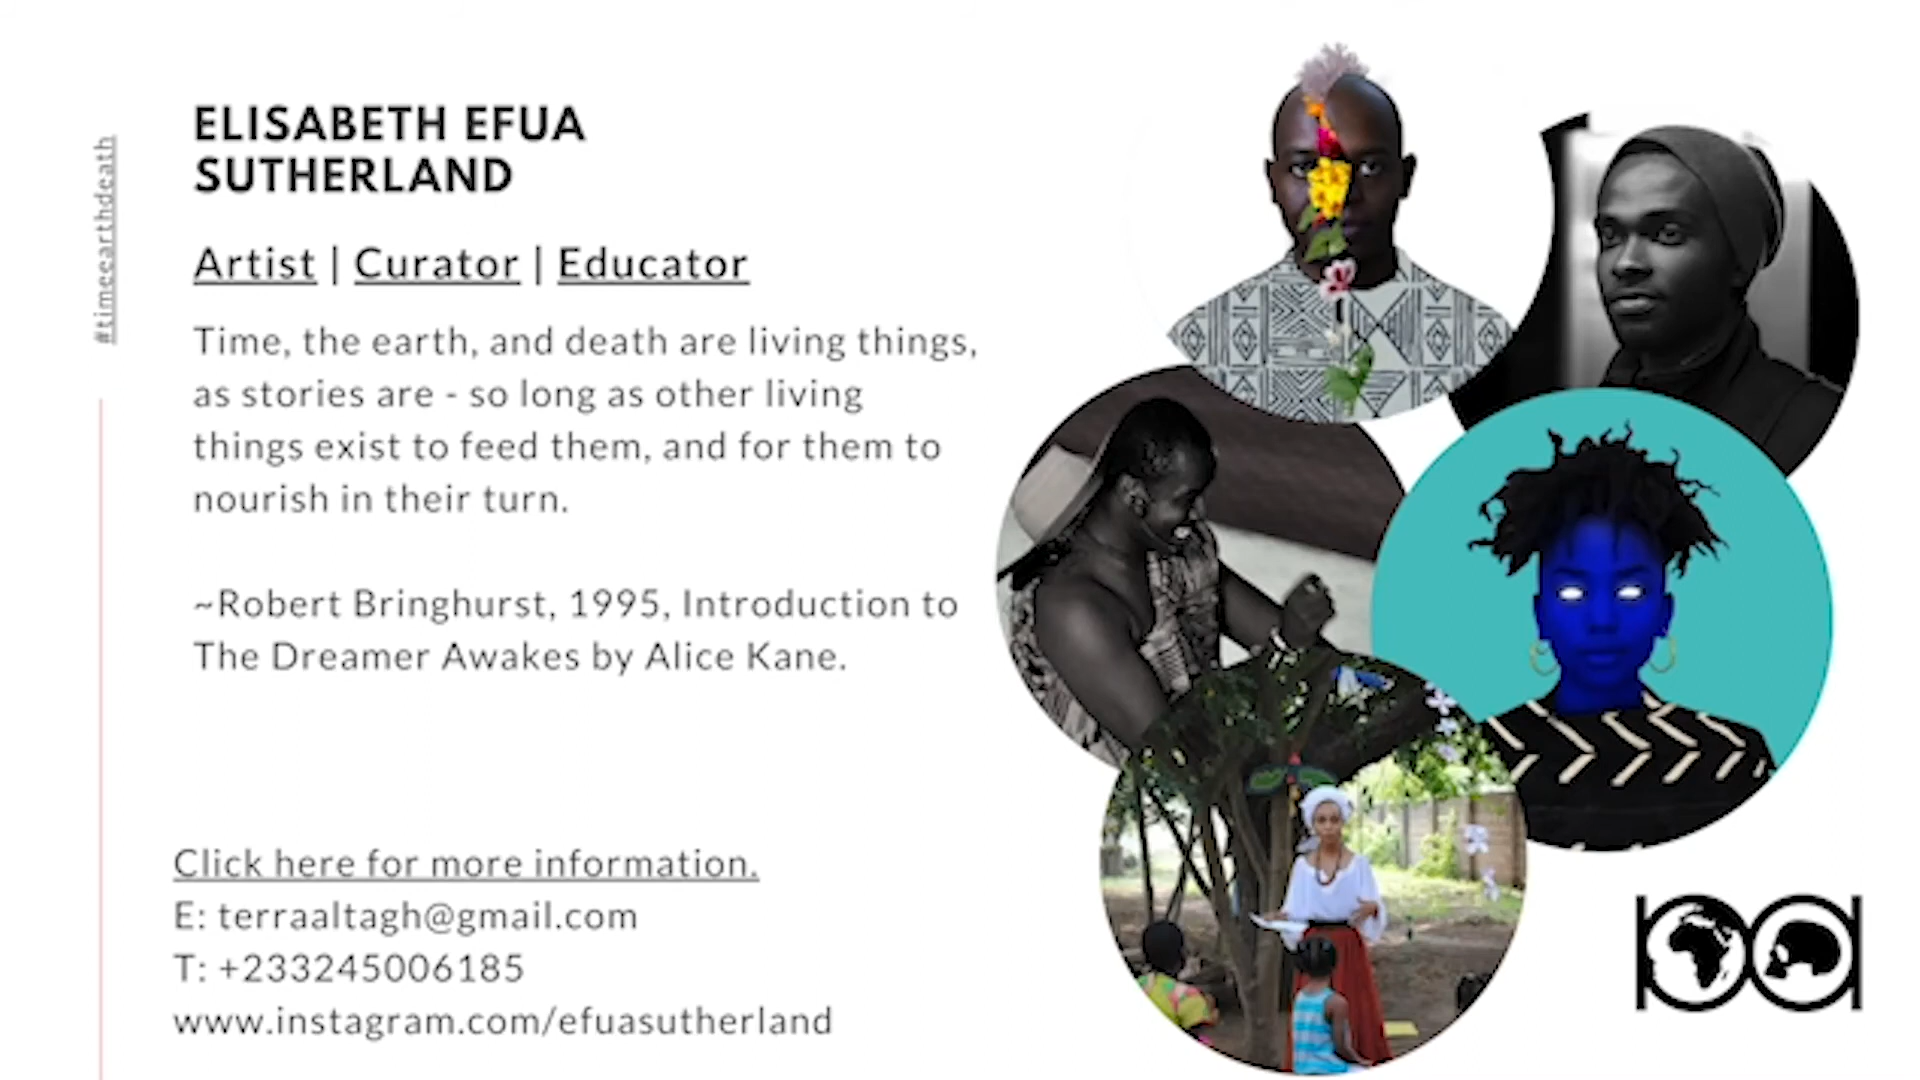 #timeearthdeath
ELISABETH EFUA
SUTHERLAND
Artist | Curator | Educator
Time, the earth, and death are living things,
as stories are - so long as other living
things exist to feed them, and for them to
nourish in their turn.
~Robert Bringhurst, 1995, Introduction to
The Dreamer Awakes by Alice Kane.
Click here for more information.
E: terraaltagh@gmail.com
T: +233245006185
www.instagram.com/efuasutherland